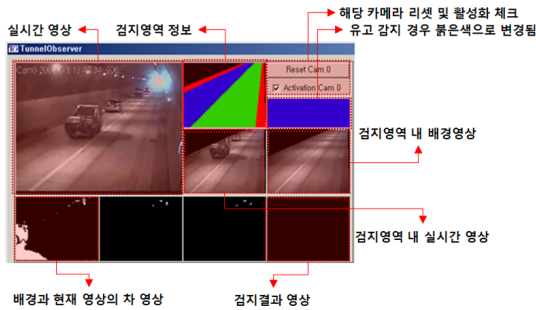 해당 카메라 리셋 및 활성화 체크
실시간 영상
검지영역 정보
유고 감지 경우 붉은색으로 변경됨
TunnelObserver
Reset Cam 0
Activation Cam 0
검지영역 내 배경영상
검지영역 내 실시간 영상
배경과 현재 영상의 차 영상
검지결과 영상